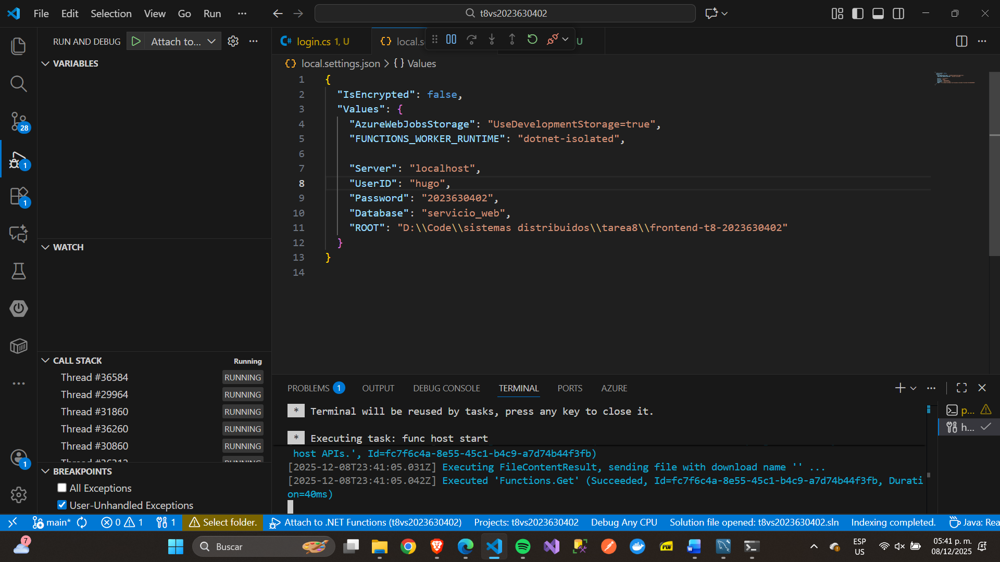 File Edit Selection View Go Run ··· t8vs2023630402
RUN AND DEBUG Attach to... ···
login.cs 1, U
local.s U
local.settings.json > {} Values
VARIABLES
1 {
2 "IsEncrypted": false,
3 "Values": {
4 "AzureWebJobsStorage": "UseDevelopmentStorage=true",
5 "FUNCTIONS_WORKER_RUNTIME": "dotnet-isolated",
6
7 "Server": "localhost",
8 "UserID": "hugo",
9 "Password": "2023630402",
10 "Database": "servicio_web",
11 "ROOT": "D:\\Code\\sistemas distribuidos\\tarea8\\frontend-t8-2023630402"
12 }
13 }
14
28
1
1
1
WATCH
CALL STACK Running
Thread #36584 RUNNING
Thread #29964 RUNNING
Thread #31860 RUNNING
Thread #36260 RUNNING
Thread #30860 RUNNING
BREAKPOINTS
All Exceptions
User-Unhandled Exceptions
PROBLEMS 1 OUTPUT DEBUG CONSOLE TERMINAL PORTS AZURE
* Terminal will be reused by tasks, press any key to close it.
* Executing task: func host start
host APIs.', Id=fc7f6c4a-8e55-45c1-b4c9-a7d74b44f3fb)
[2025-12-08T23:41:05.031Z] Executing FileContentResult, sending file with download name '' ...
[2025-12-08T23:41:05.042Z] Executed 'Functions.Get' (Succeeded, Id=fc7f6c4a-8e55-45c1-b4c9-a7d74b44f3fb, Durati
on=40ms)
p...
h...
main* 0 1 1 Select folder. Attach to .NET Functions (t8vs2023630402) Projects: t8vs2023630402 Debug Any CPU Solution file opened: t8vs2023630402.sln Indexing completed. Java: Rea
7 Buscar PDF ESP
US
05:41 p. m.
08/12/2025